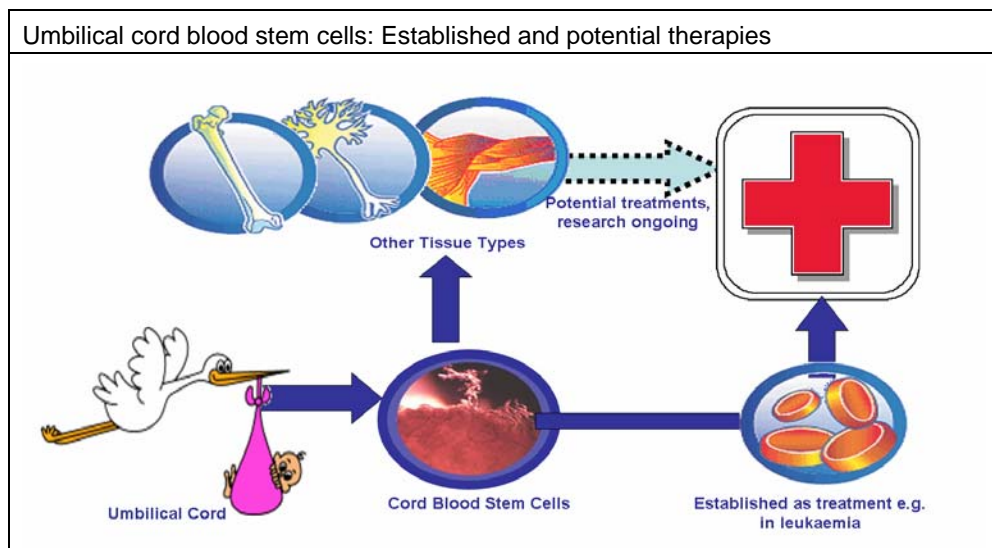 Umbilical cord blood stem cells: Established and potential therapies
Potential treatments,
research ongoing
Other Tissue Types
Umbilical Cord
Cord Blood Stem Cells
Established as treatment e.g.
in leukaemia